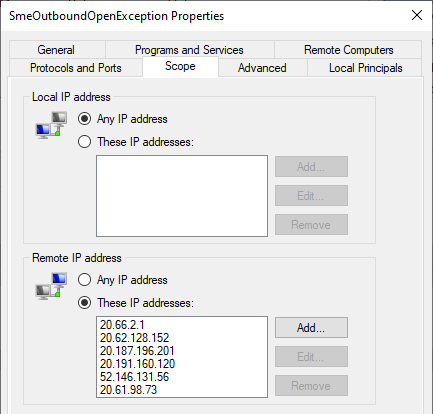 SmeOutboundOpenException Properties
General Programs and Services Remote Computers
Protocols and Ports Scope Advanced Local Principals
Local IP address
Any IP address
These IP addresses:
Add...
Edit...
Remove
Remote IP address
Any IP address
These IP addresses:
20.66.2.1
20.62.128.152
20.187.196.201
20.191.160.120
52.146.131.56
20.61.98.73
Add...
Edit...
Remove